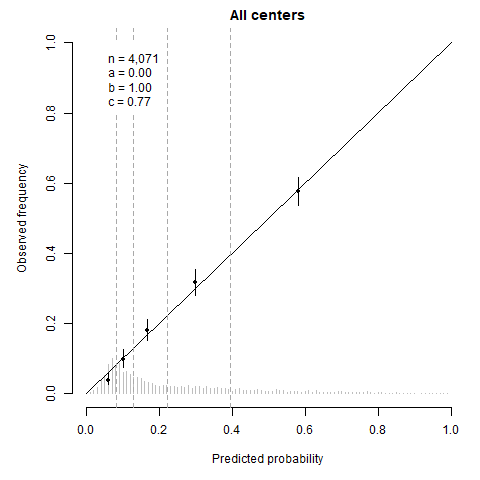 All centers
n = 4,071
a = 0.00
b = 1.00
c = 0.77
Observed frequency
1.0
0.8
0.6
0.4
0.2
0.0
0.0 0.2 0.4 0.6 0.8 1.0
Predicted probability